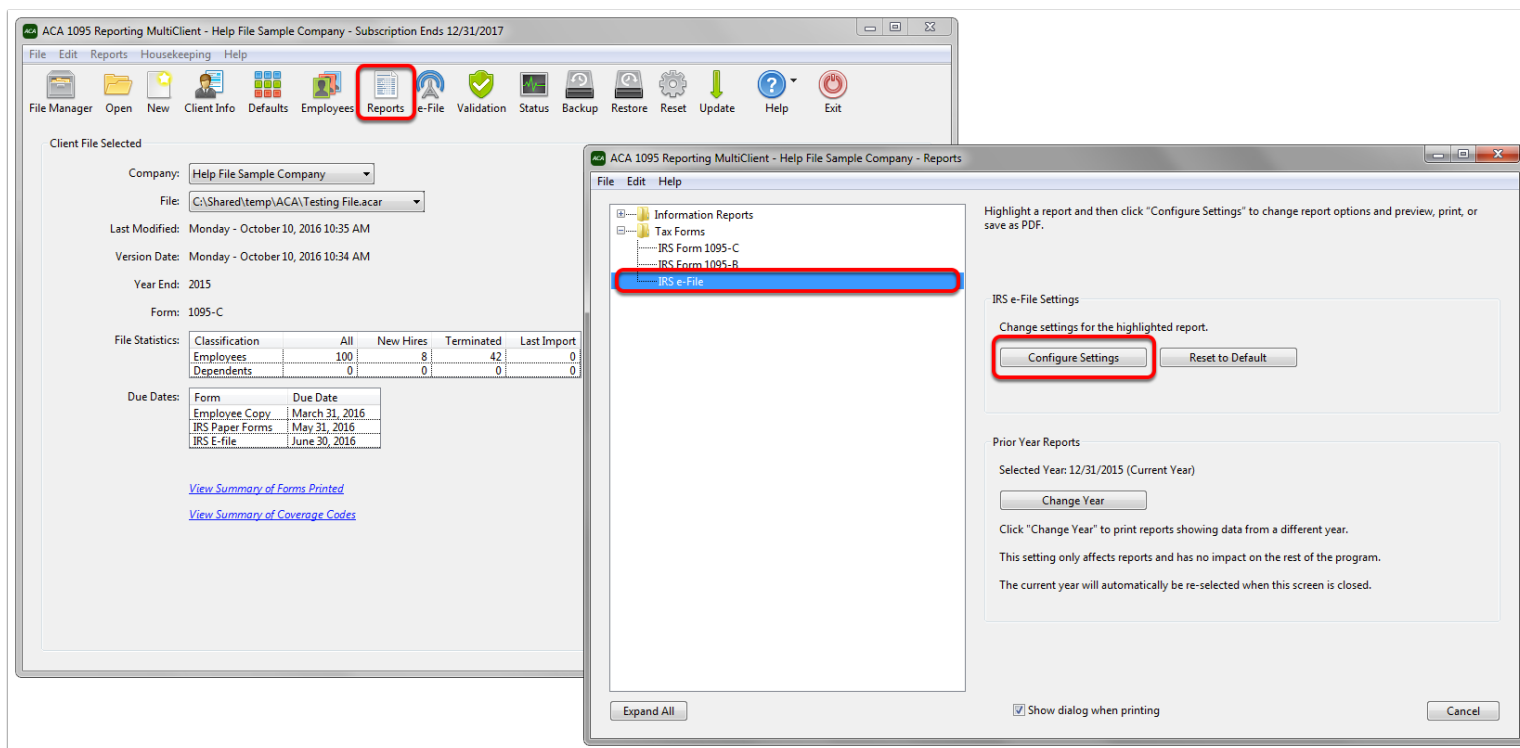 ACA 1095 Reporting MultiClient - Help File Sample Company - Subscription Ends 12/31/2017
File Edit Reports Housekeeping Help
File Manager Open New Client Info Defaults Employees Reports e-File Validation Status Backup Restore Reset Update Help Exit
Client File Selected
Company: Help File Sample Company
File: C:\Shared\temp\ACA\Testing File.acar
Last Modified: Monday - October 10, 2016 10:35 AM
Version Date: Monday - October 10, 2016 10:34 AM
Year End: 2015
Form: 1095-C
File Statistics: Classification All New Hires Terminated Last Import
Employees 100 8 42 0
Dependents 0 0 0 0
Due Dates: Form Due Date
Employee Copy March 31, 2016
IRS Paper Forms May 31, 2016
IRS E-file June 30, 2016
View Summary of Forms Printed
View Summary of Coverage Codes
ACA 1095 Reporting MultiClient - Help File Sample Company - Reports
File Edit Help
Information Reports
Tax Forms
IRS Form 1095-C
IRS Form 1095-B
IRS e-File
Expand All
Highlight a report and then click "Configure Settings" to change report options and preview, print, or
save as PDF.
IRS e-File Settings
Change settings for the highlighted report.
Configure Settings Reset to Default
Prior Year Reports
Selected Year: 12/31/2015 (Current Year)
Change Year
Click "Change Year" to print reports showing data from a different year.
This setting only affects reports and has no impact on the rest of the program.
The current year will automatically be re-selected when this screen is closed.
Show dialog when printing
Cancel